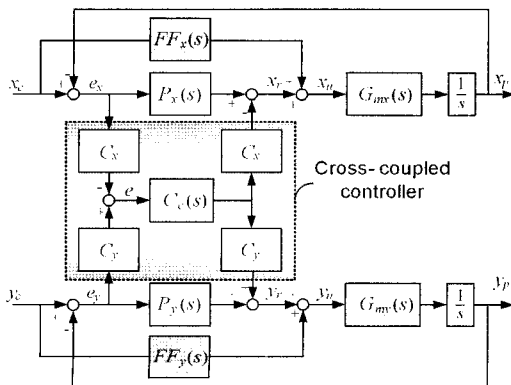 FFx(s)
xc
ex
Px(s)
xr
xu
Gmx(s)
1/s
xp
Cx
Cx
e
Cc(s)
Cross-coupled
controller
Cy
Cy
yc
ey
Py(s)
yr
yu
Gmy(s)
1/s
yp
FFy(s)